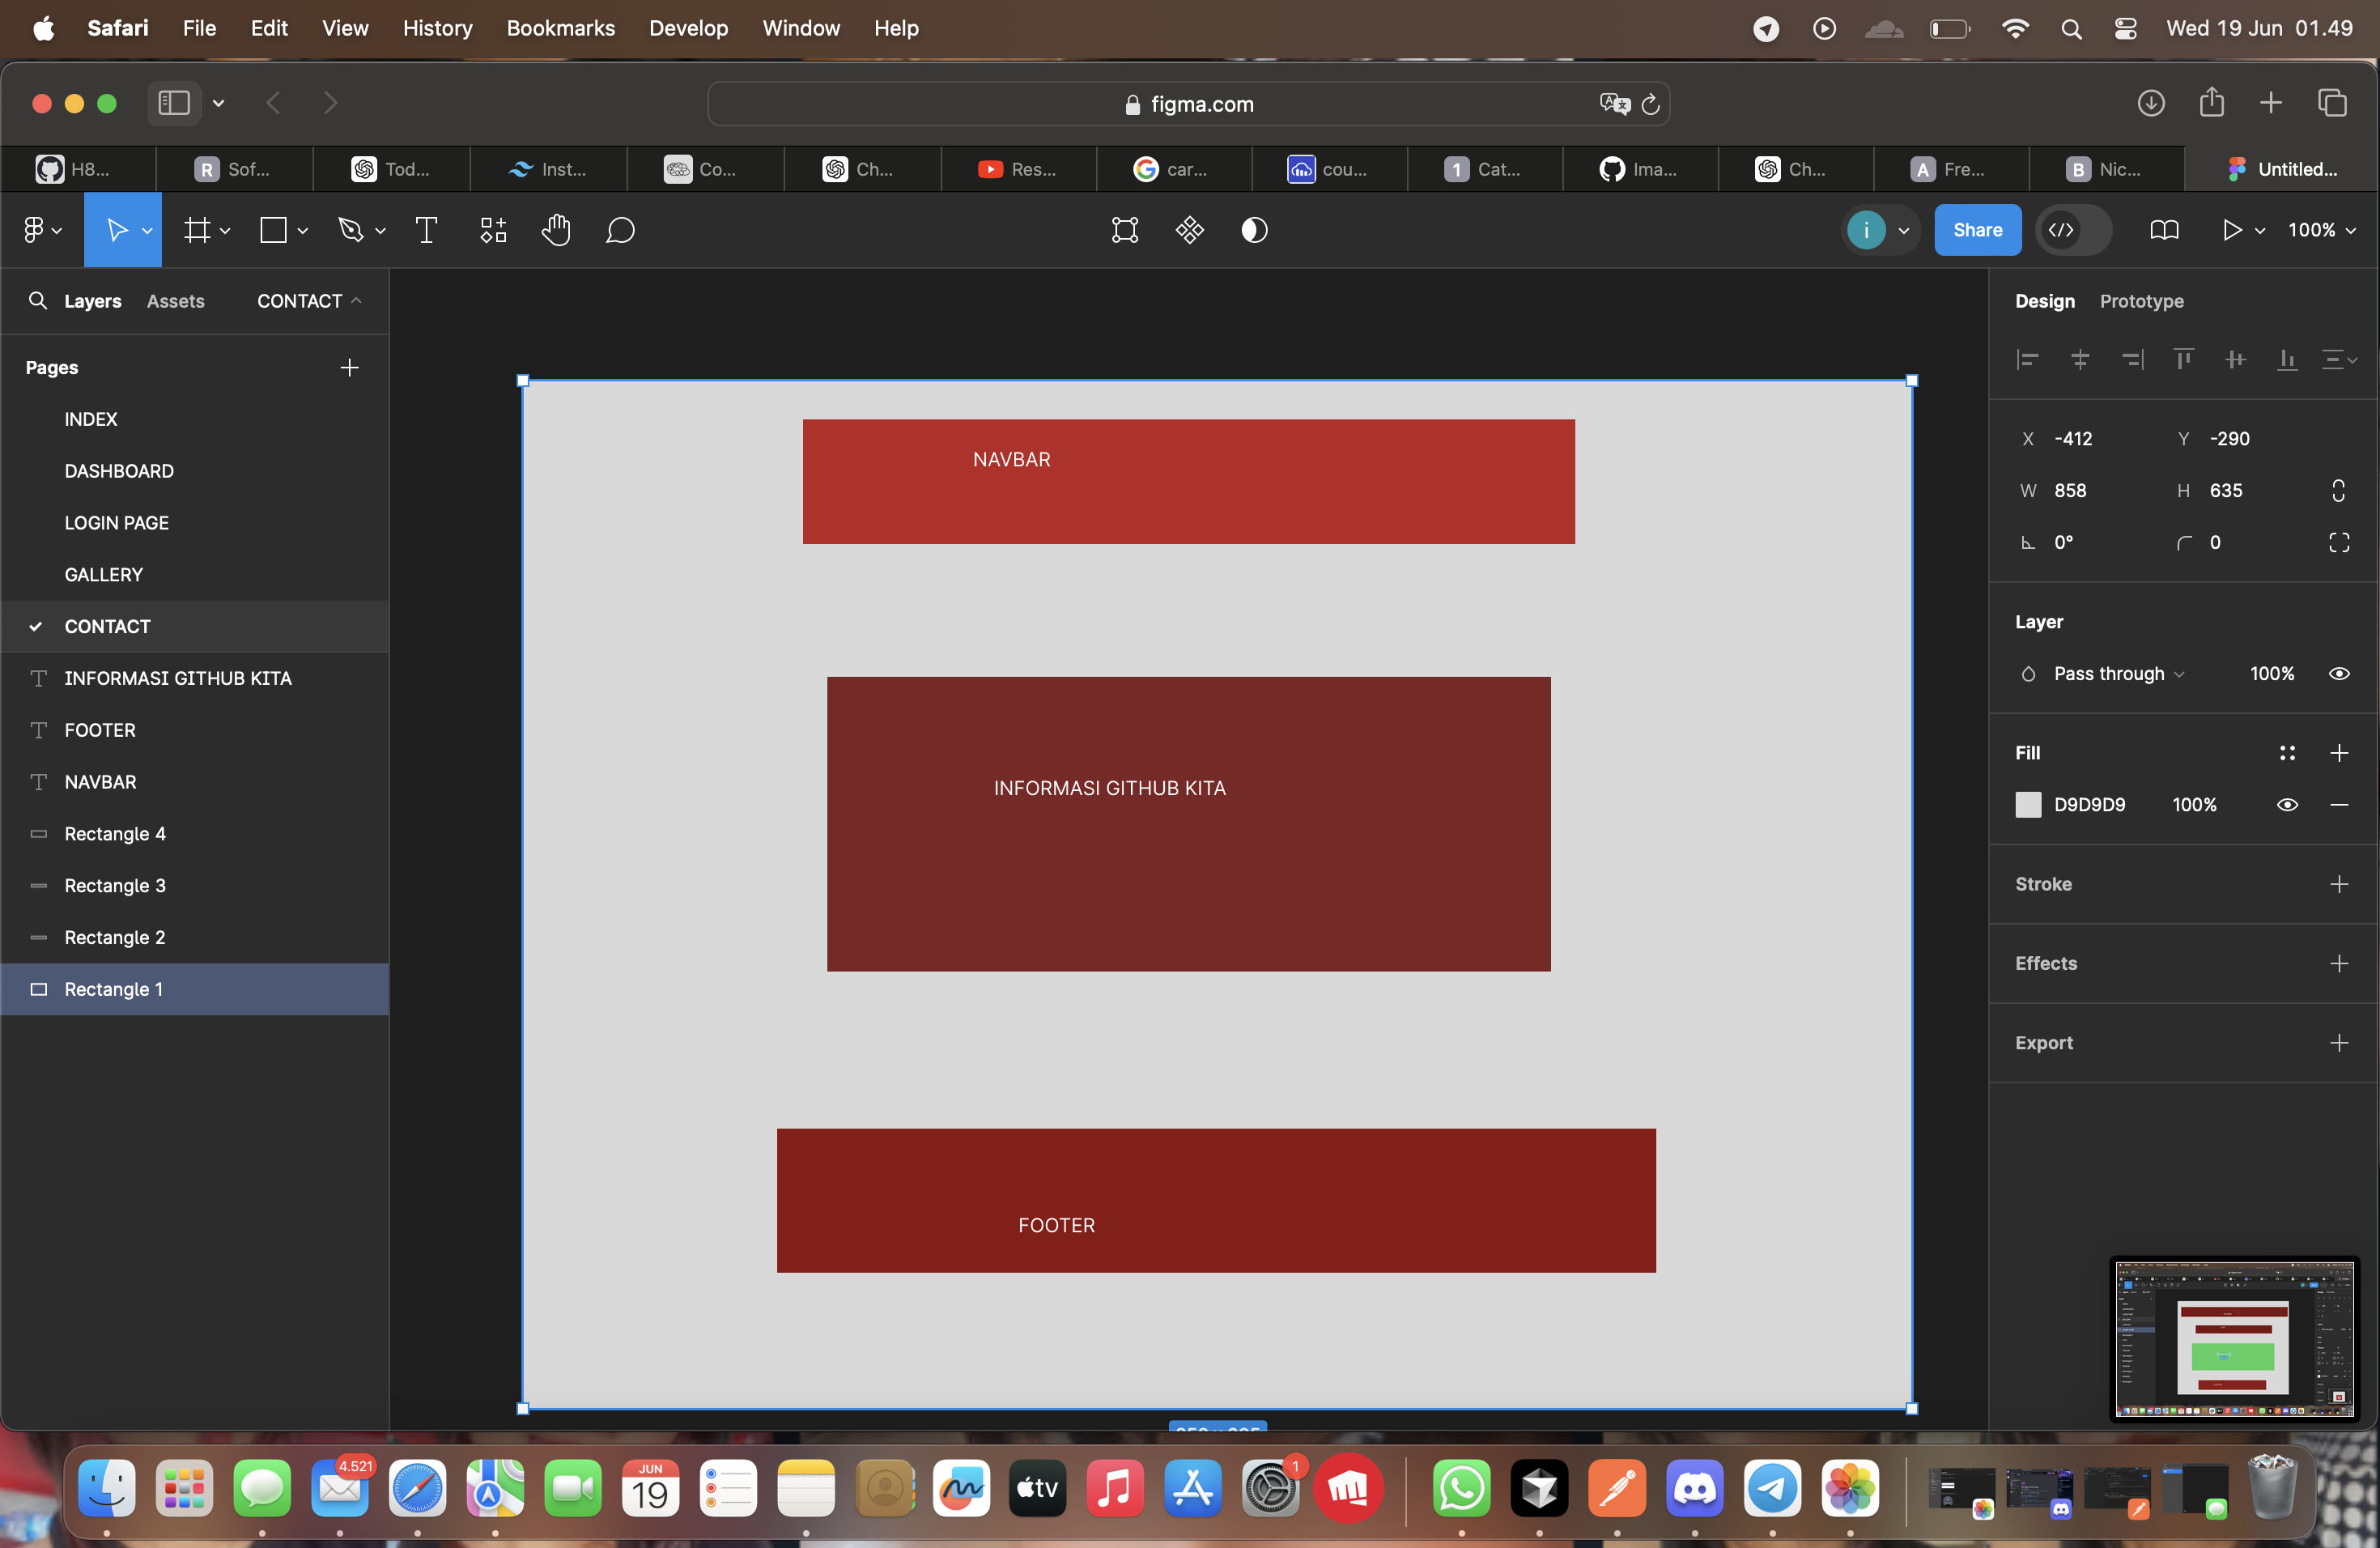 Safari File Edit View History Bookmarks Develop Window Help Wed 19 Jun 01.49
figma.com
H8... R Sof... Tod... Inst... Co... Ch... Res... car... cou... 1 Cat... Ima... Ch... A Fre... B Nic... Untitled...
i Share 100%
Layers Assets CONTACT
Design Prototype
Pages
INDEX
DASHBOARD
LOGIN PAGE
GALLERY
CONTACT
INFORMASI GITHUB KITA
FOOTER
NAVBAR
Rectangle 4
Rectangle 3
Rectangle 2
Rectangle 1
NAVBAR
INFORMASI GITHUB KITA
FOOTER
X -412 Y -290
W 858 H 635
0° 0
Layer
Pass through 100%
Fill
D9D9D9 100%
Stroke
Effects
Export
4.521
JUN
19
tv
1